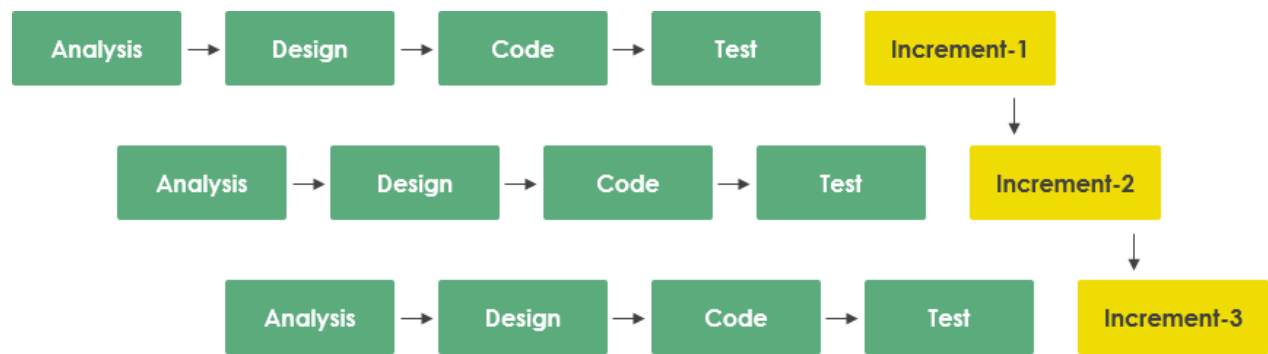 Analysis Design Code Test Increment-1
Analysis Design Code Test Increment-2
Analysis Design Code Test Increment-3